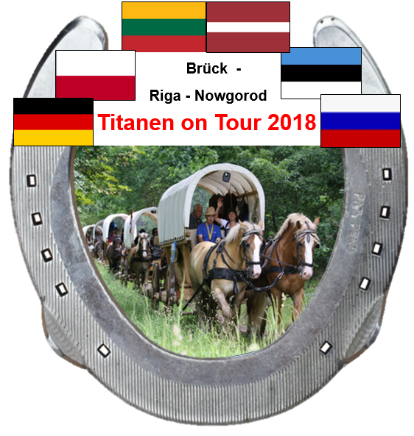 Brück -
Riga - Nowgorod
Titanen on Tour 2018